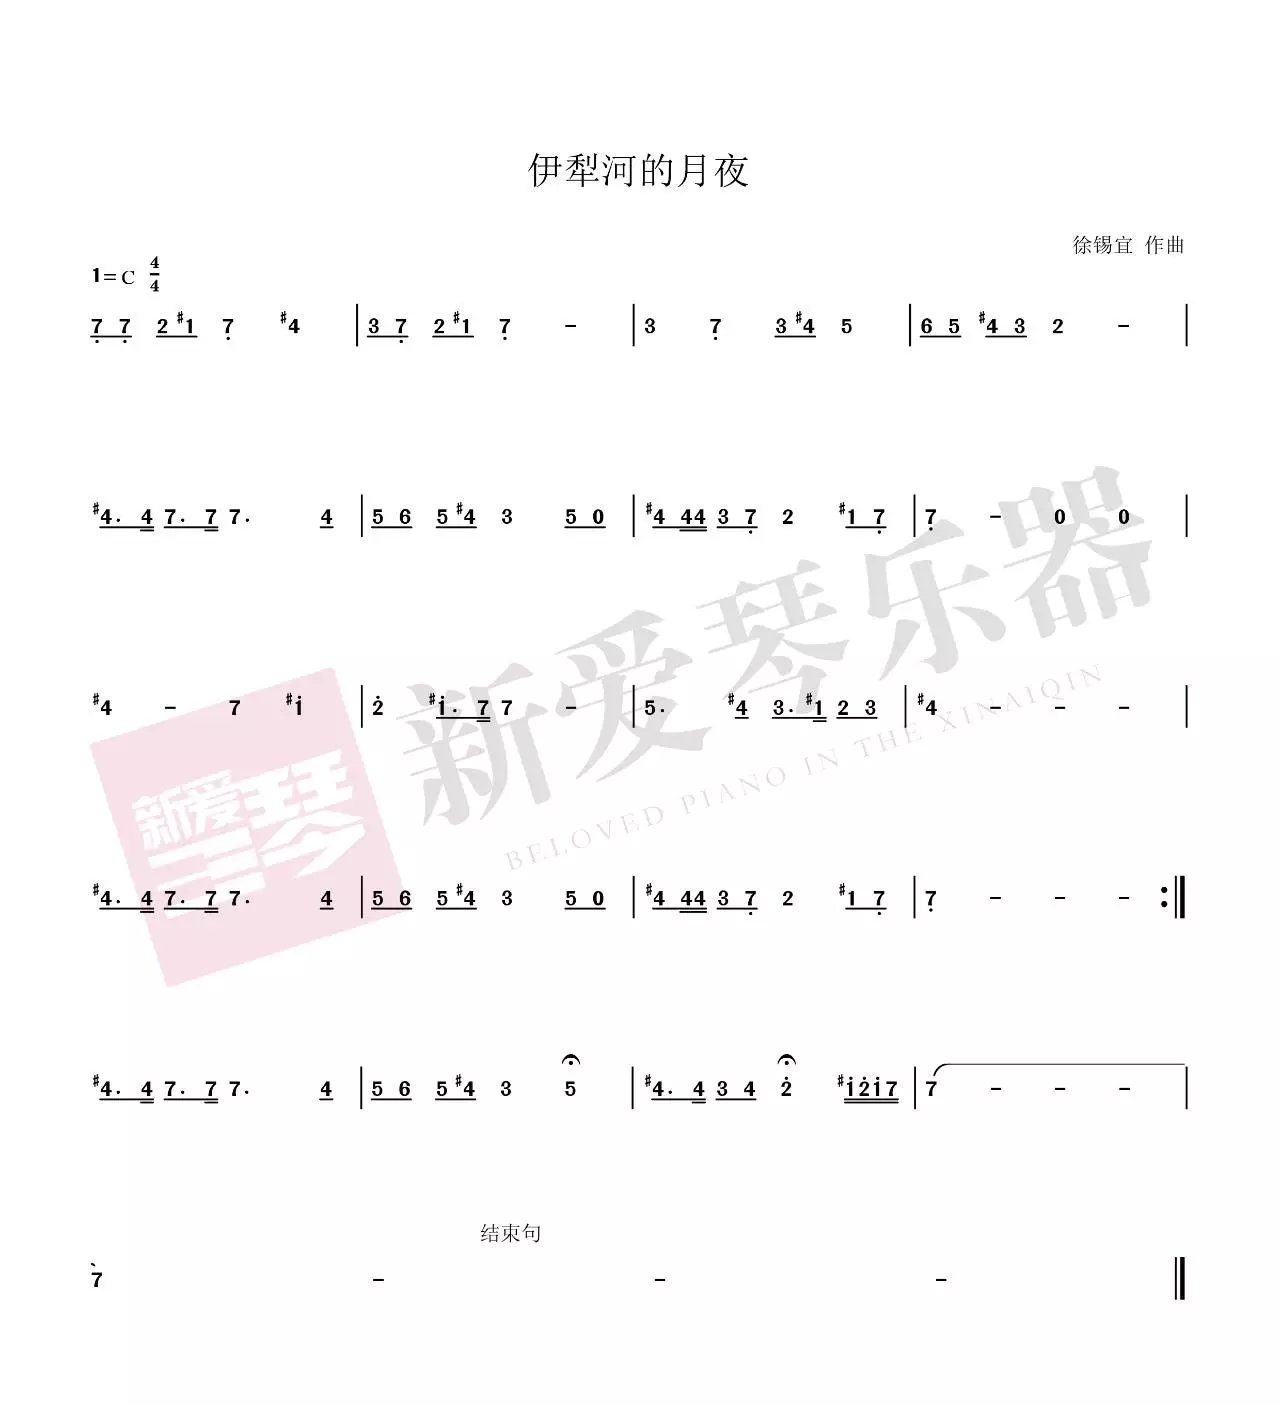 伊犁河的月夜
徐锡宜 作曲
1=C 4/4
7 7 2 #1 7 #4 | 3 7 2 #1 7 - | 3 7 3 #4 5 | 6 5 #4 3 2 - |
#4. 4 7. 7 7. 4 | 5 6 5 #4 3 5 0 | #4 44 3 7 2 #1 7 | 7 - 0 0 |
#4 - 7 #i | 2 #i. 7 7 - | 5. #4 3. #1 2 3 | #4 - - - |
#4. 4 7. 7 7. 4 | 5 6 5 #4 3 5 0 | #4 44 3 7 2 #1 7 | 7 - - - :||
#4. 4 7. 7 7. 4 | 5 6 5 #4 3 5 | #4. 4 3 4 2 #i2i7 | 7 - - - |
结束句
7 - - - ||
新爱琴乐器
BELOVED PIANO IN THE XINAIQIN
新爱琴